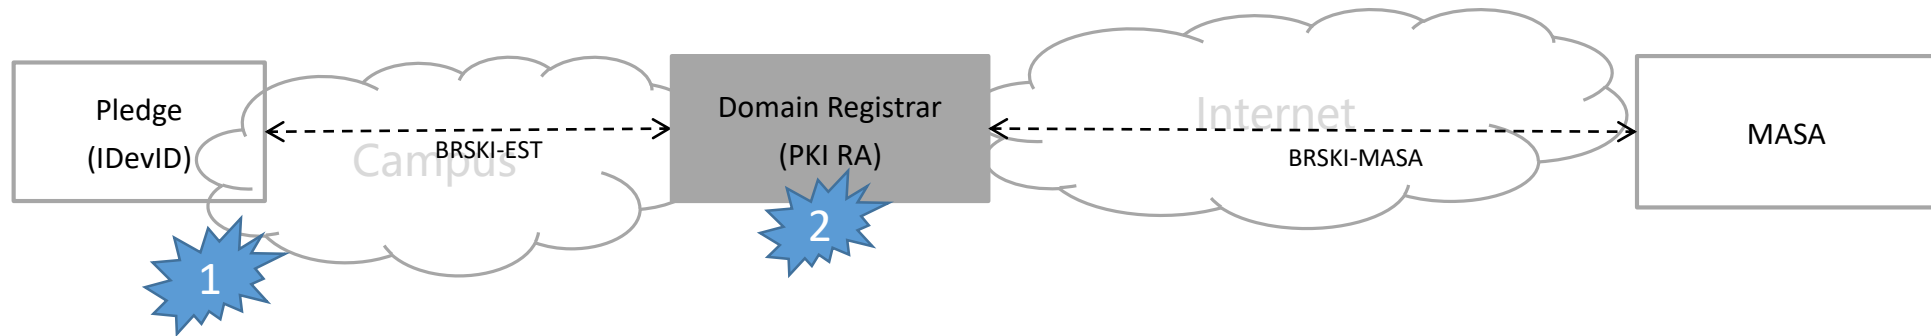 Pledge
(IDevID)
BRSKI-EST
Campus
Domain Registrar
(PKI RA)
Internet
BRSKI-MASA
MASA
1
2